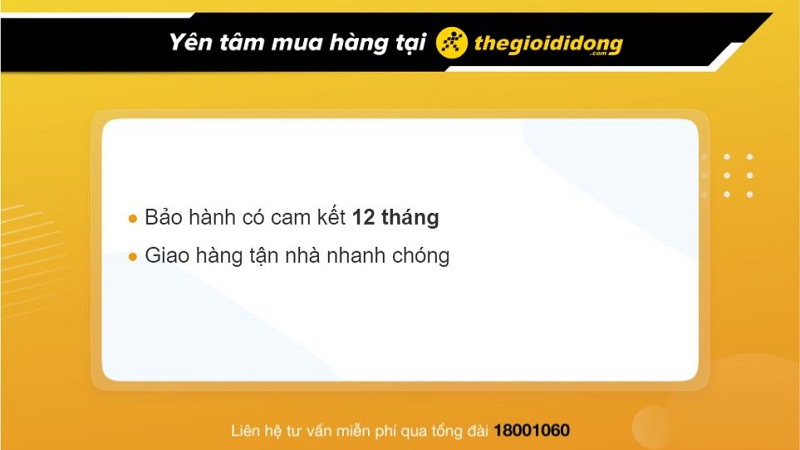 Yên tâm mua hàng tại thegioididong.com
Bảo hành có cam kết 12 tháng
Giao hàng tận nhà nhanh chóng
Liên hệ tư vấn miễn phí qua tổng đài 18001060